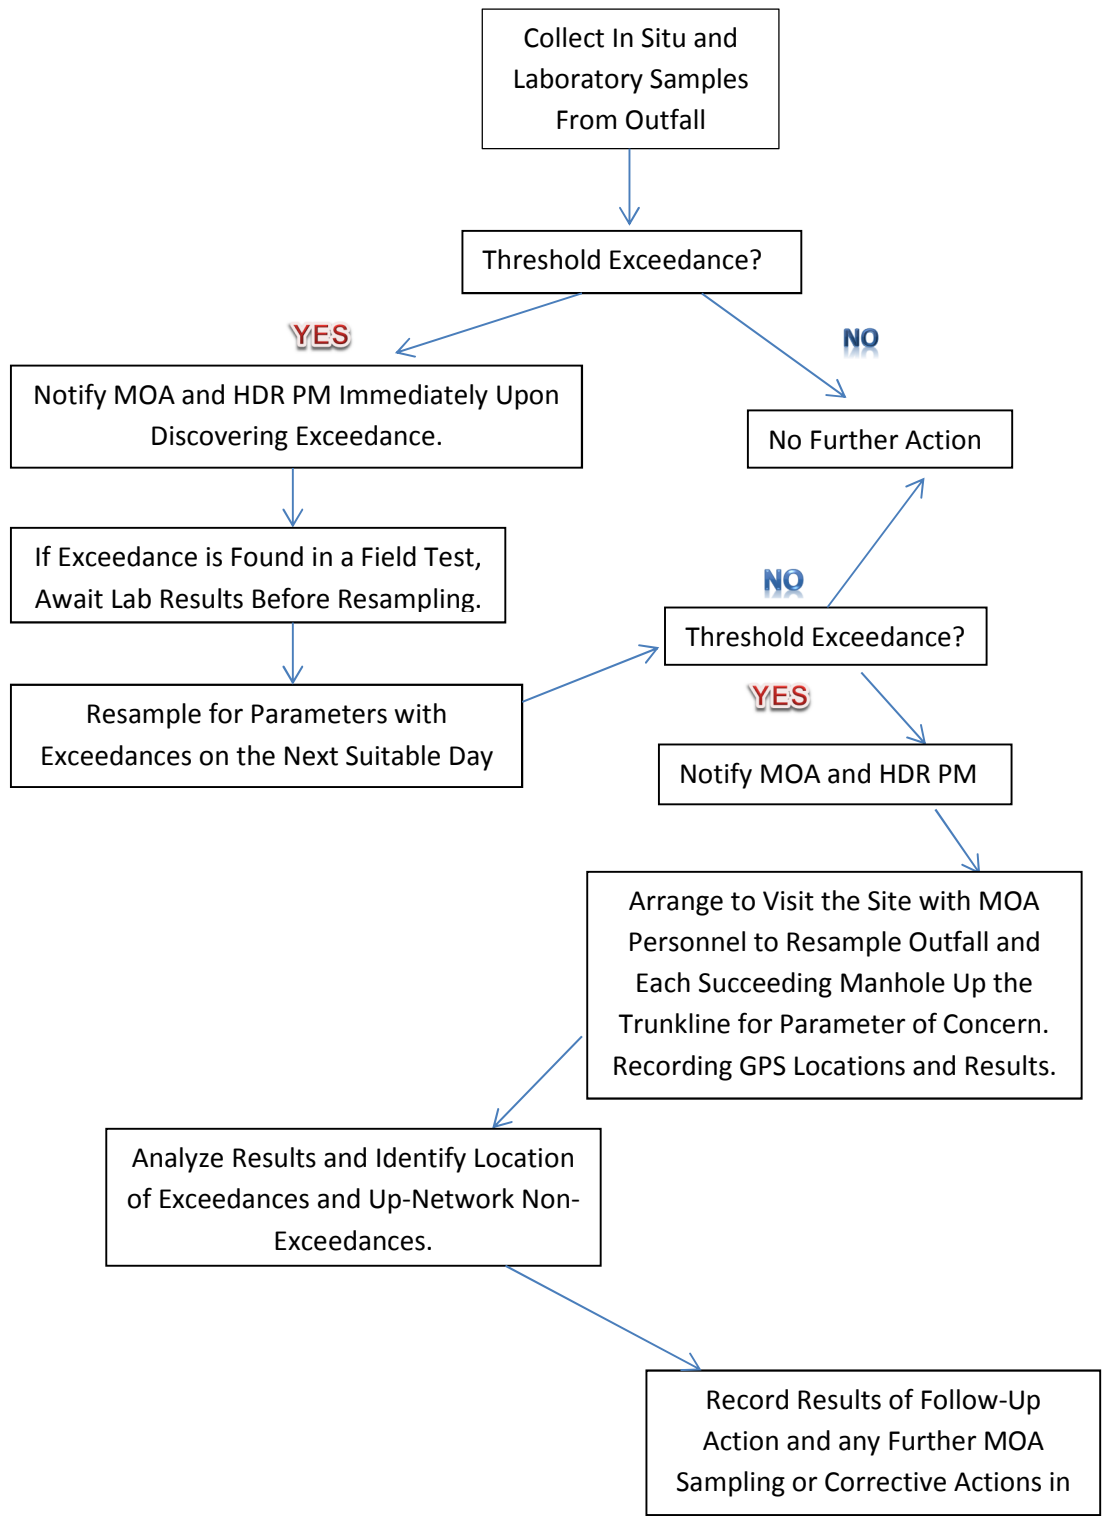 Collect In Situ and
Laboratory Samples
From Outfall
Threshold Exceedance?
YES
NO
Notify MOA and HDR PM Immediately Upon
Discovering Exceedance.
No Further Action
If Exceedance is Found in a Field Test,
Await Lab Results Before Resampling.
NO
Threshold Exceedance?
YES
Resample for Parameters with
Exceedances on the Next Suitable Day
Notify MOA and HDR PM
Arrange to Visit the Site with MOA
Personnel to Resample Outfall and
Each Succeeding Manhole Up the
Trunkline for Parameter of Concern.
Recording GPS Locations and Results.
Analyze Results and Identify Location
of Exceedances and Up-Network Non-
Exceedances.
Record Results of Follow-Up
Action and any Further MOA
Sampling or Corrective Actions in